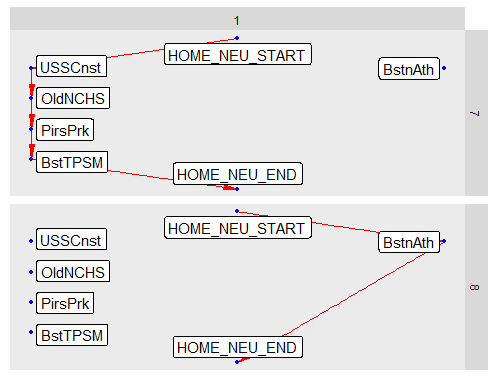 1
HOME_NEU_START
USSCnst
BstnAth
OldNCHS
PirsPrk
BstTPSM
HOME_NEU_END
7
HOME_NEU_START
USSCnst
BstnAth
OldNCHS
PirsPrk
BstTPSM
HOME_NEU_END
8